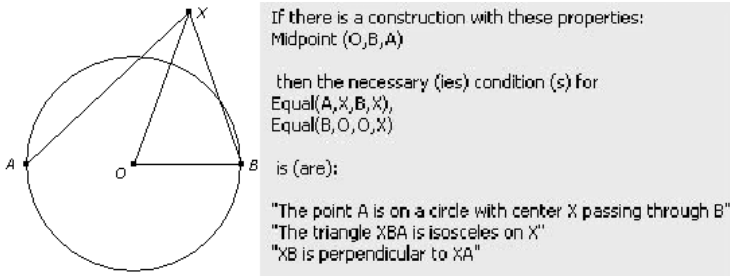 X
A
O
B
If there is a construction with these properties:
Midpoint (O,B,A)
then the necessary (ies) condition (s) for
Equal(A,X,B,X),
Equal(B,O,O,X)
is (are):
"The point A is on a circle with center X passing through B"
"The triangle XBA is isosceles on X"
"XB is perpendicular to XA"